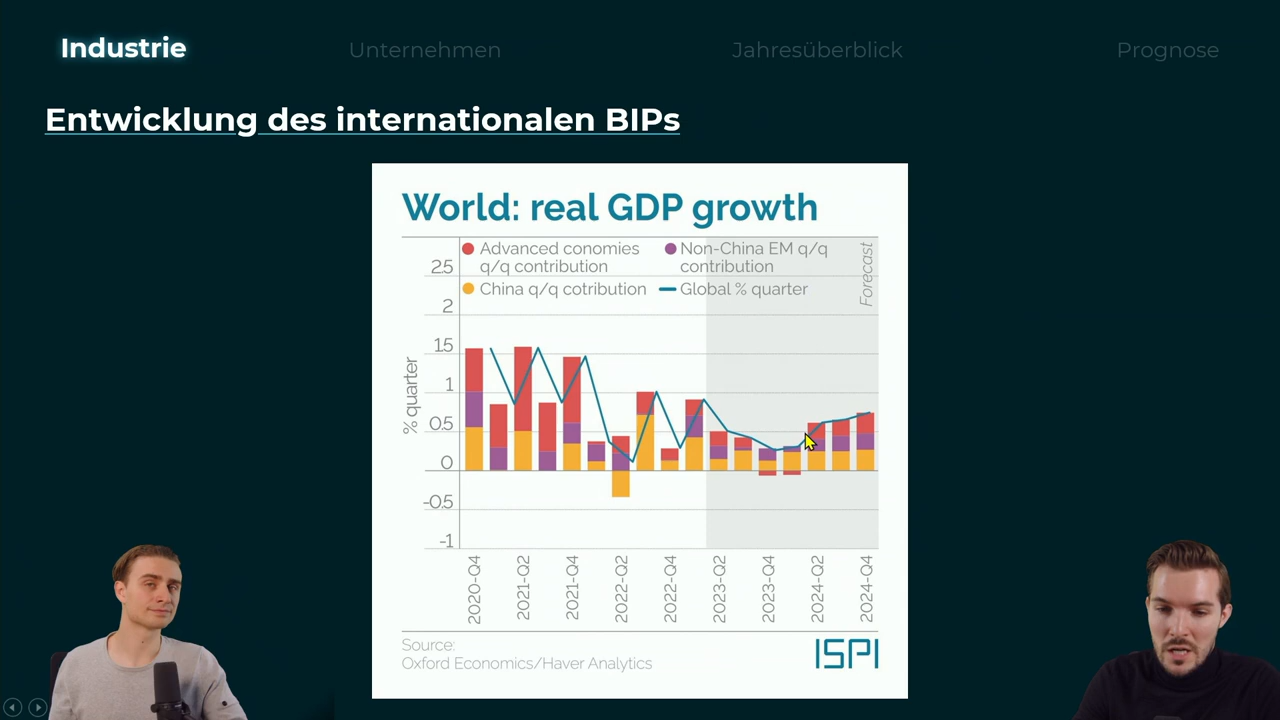 Industrie
Unternehmen
Jahresüberblick
Prognose
Entwicklung des internationalen BIPs
World: real GDP growth
Advanced conomies
q/q contribution
Non-China EM q/q
contribution
China q/q cotribution
Global % quarter
Forecast
% quarter
2.5
2
1.5
1
0.5
0
-0.5
-1
2020-Q4
2021-Q2
2021-Q4
2022-Q2
2022-Q4
2023-Q2
2023-Q4
2024-Q2
2024-Q4
Source:
Oxford Economics/Haver Analytics
ISPI